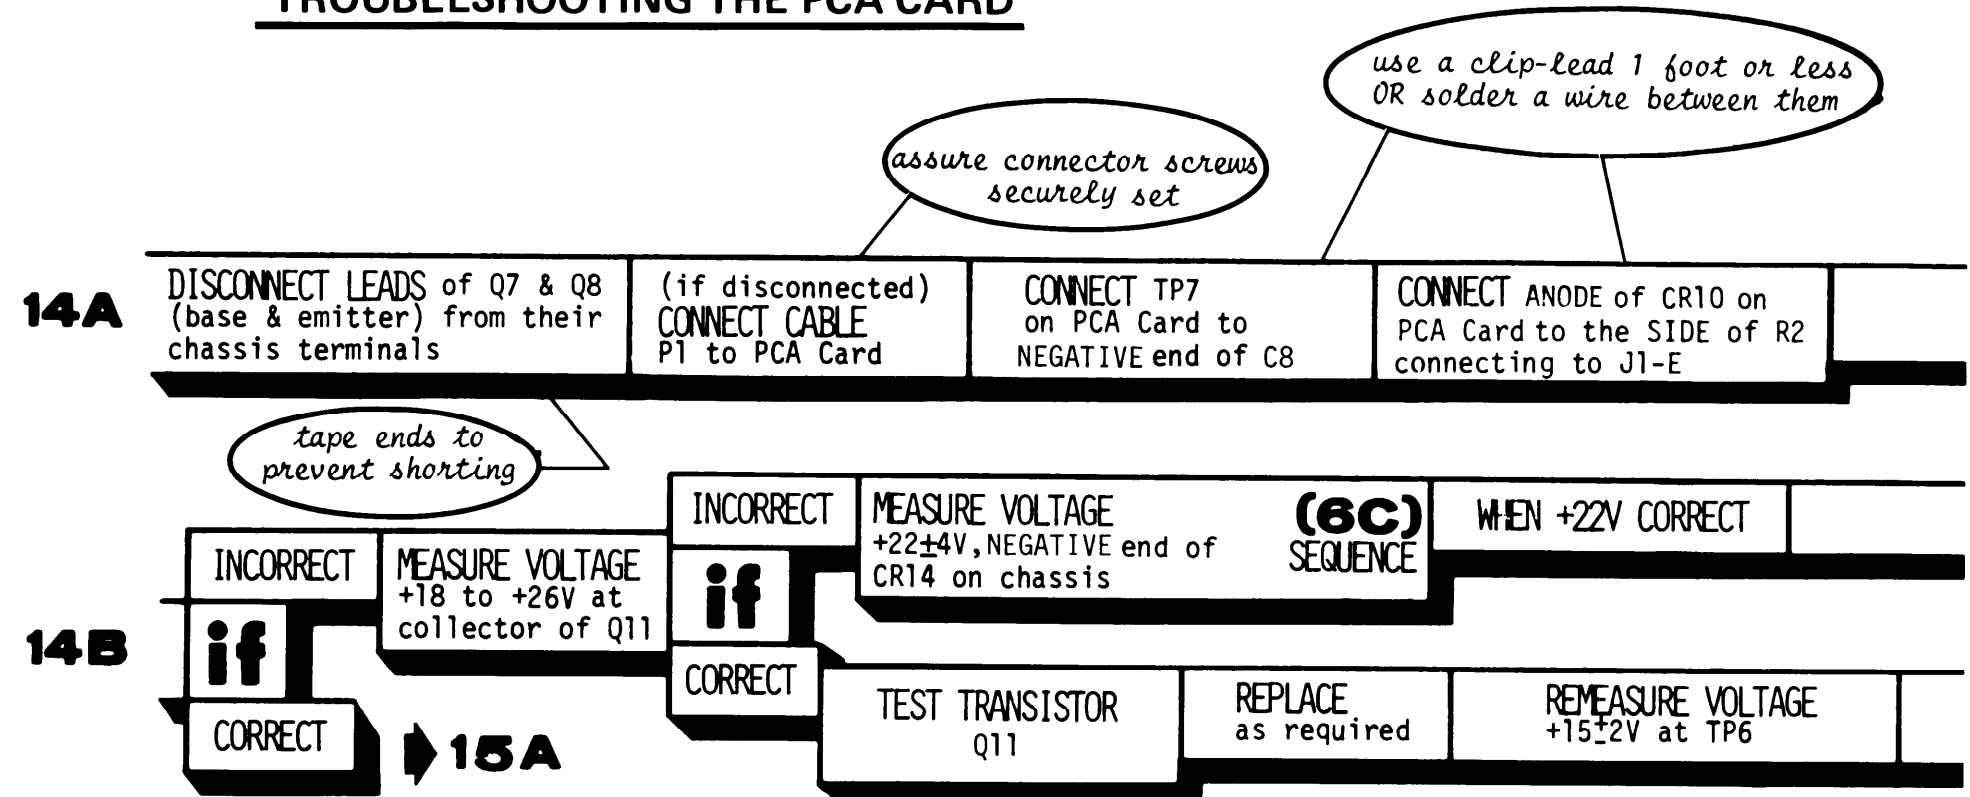 TROUBLESHOOTING THE PCA CARD
use a clip-lead 1 foot or less
OR solder a wire between them
assure connector screws
securely set
14A
DISCONNECT LEADS of Q7 & Q8
(base & emitter) from their
chassis terminals
(if disconnected)
CONNECT CABLE
P1 to PCA Card
CONNECT TP7
on PCA Card to
NEGATIVE end of C8
CONNECT ANODE of CR10 on
PCA Card to the SIDE of R2
connecting to J1-E
tape ends to
prevent shorting
14B
INCORRECT
if
CORRECT
15A
MEASURE VOLTAGE
+18 to +26V at
collector of Q11
INCORRECT
if
CORRECT
MEASURE VOLTAGE
+22±4V, NEGATIVE end of
CR14 on chassis
(6C)
SEQUENCE
WHEN +22V CORRECT
TEST TRANSISTOR
Q11
REPLACE
as required
REMEASURE VOLTAGE
+15±2V at TP6